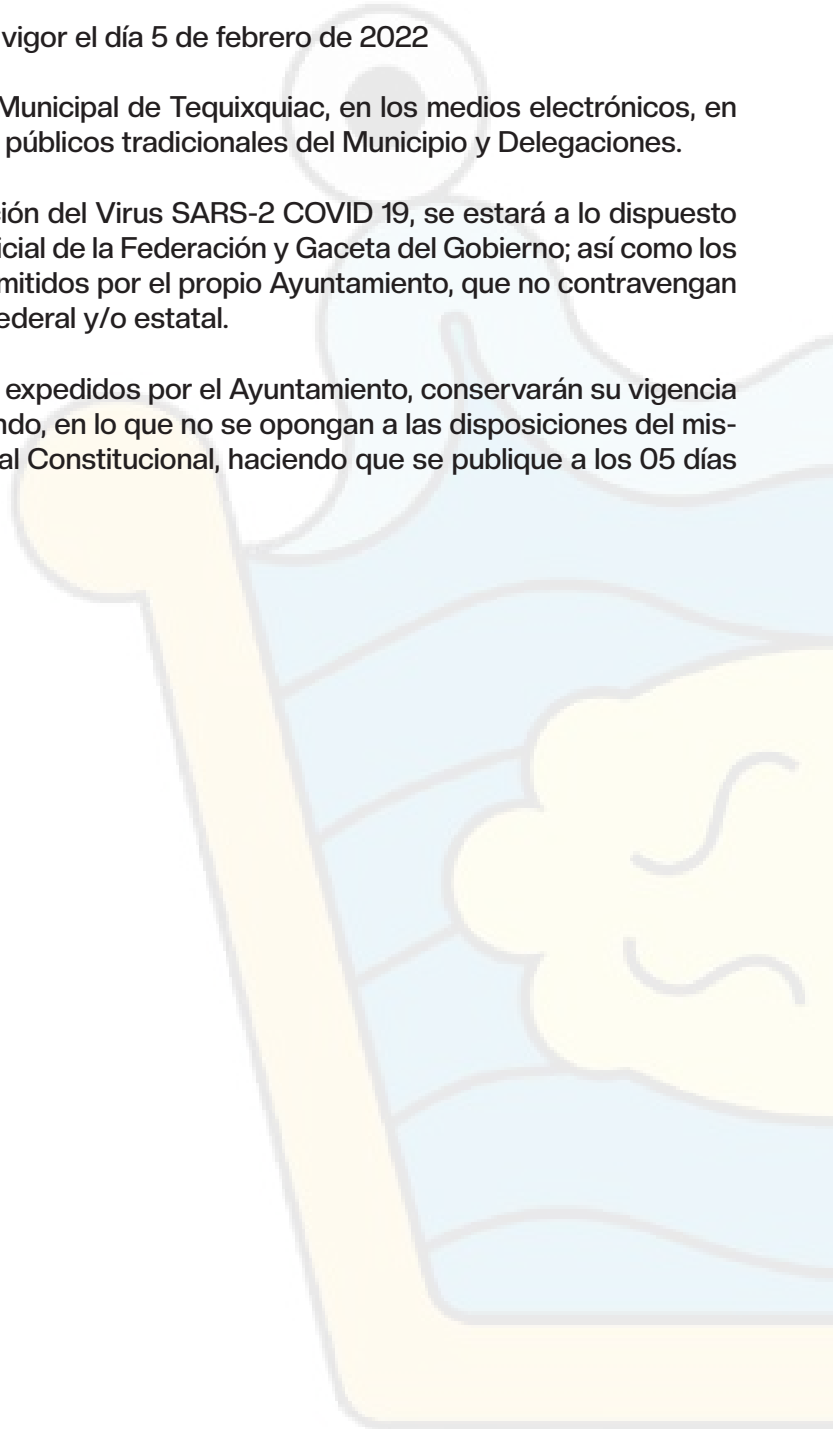 vigor el día 5 de febrero de 2022
Municipal de Tequixquiac, en los medios electrónicos, en
públicos tradicionales del Municipio y Delegaciones.
ción del Virus SARS-2 COVID 19, se estará a lo dispuesto
icial de la Federación y Gaceta del Gobierno; así como los
mitidos por el propio Ayuntamiento, que no contravengan
ederal y/o estatal.
expedidos por el Ayuntamiento, conservarán su vigencia
ndo, en lo que no se opongan a las disposiciones del mis-
al Constitucional, haciendo que se publique a los 05 días